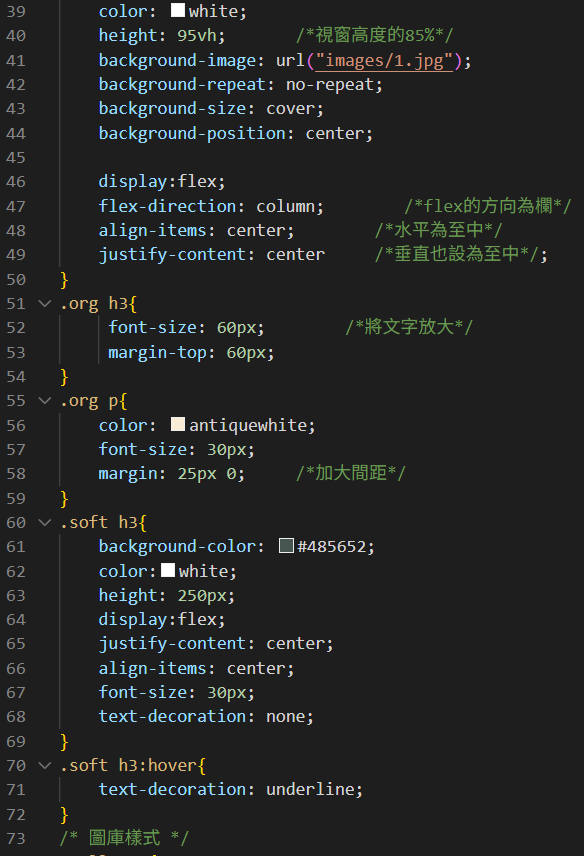 39 color: white;
40 height: 95vh; /*視窗高度的85%*/
41 background-image: url("images/1.jpg");
42 background-repeat: no-repeat;
43 background-size: cover;
44 background-position: center;
45
46 display:flex;
47 flex-direction: column; /*flex的方向為欄*/
48 align-items: center; /*水平為至中*/
49 justify-content: center /*垂直也設為至中*/;
50 }
51 .org h3{
52 font-size: 60px; /*將文字放大*/
53 margin-top: 60px;
54 }
55 .org p{
56 color: antiquewhite;
57 font-size: 30px;
58 margin: 25px 0; /*加大間距*/
59 }
60 .soft h3{
61 background-color: #485652;
62 color:white;
63 height: 250px;
64 display:flex;
65 justify-content: center;
66 align-items: center;
67 font-size: 30px;
68 text-decoration: none;
69 }
70 .soft h3:hover{
71 text-decoration: underline;
72 }
73 /* 圖庫樣式 */